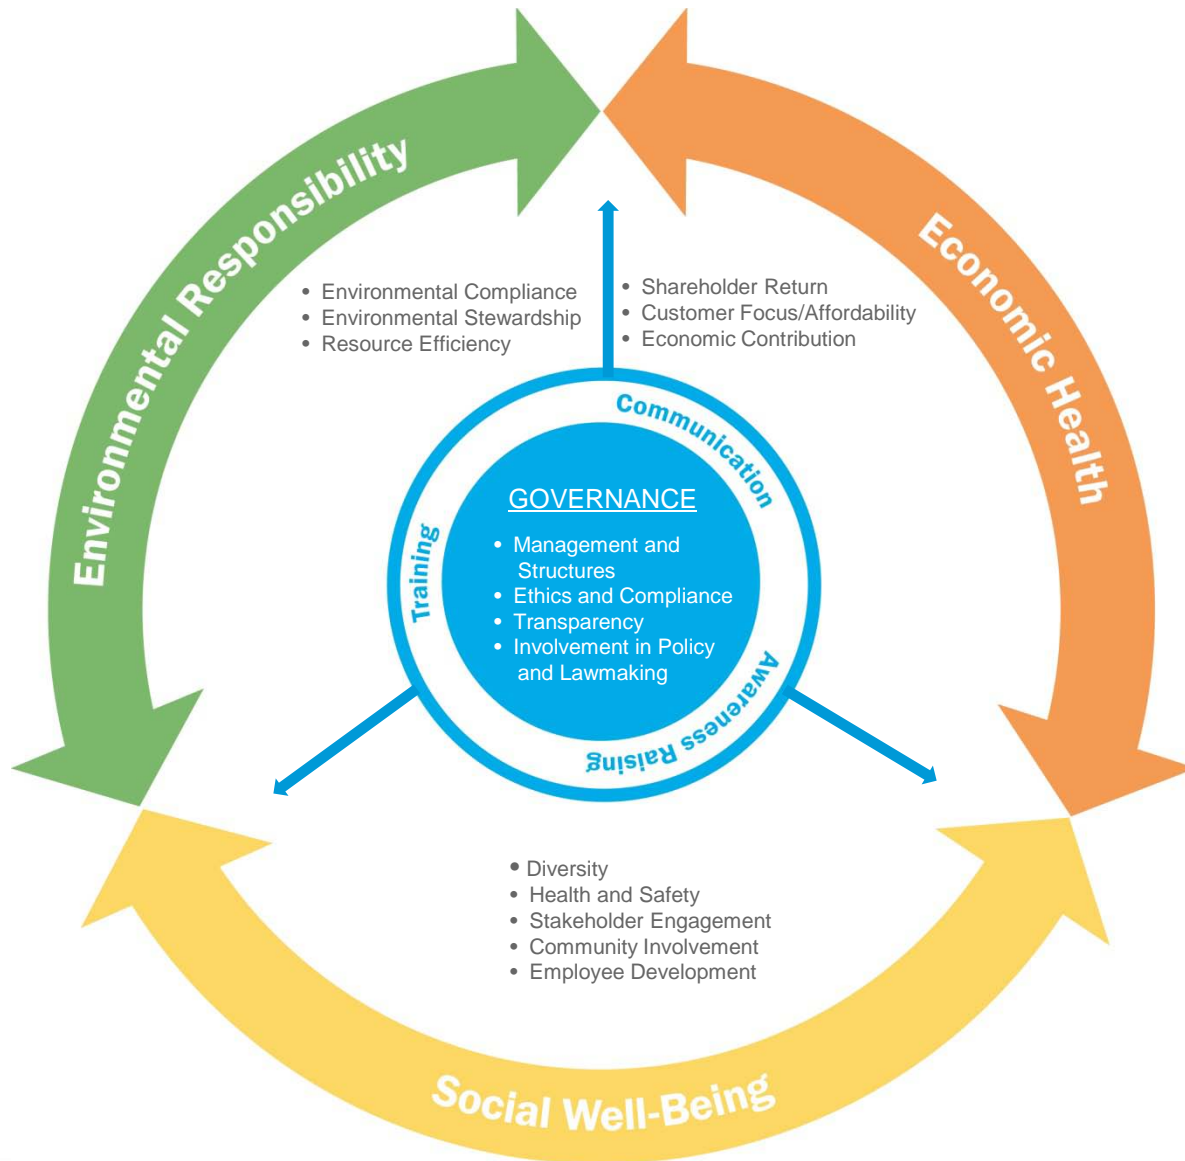 Environmental Responsibility
Economic Health
• Environmental Compliance
• Environmental Stewardship
• Resource Efficiency
• Shareholder Return
• Customer Focus/Affordability
• Economic Contribution
Communication
Training
Awareness Raising
GOVERNANCE
• Management and
Structures
• Ethics and Compliance
• Transparency
• Involvement in Policy
and Lawmaking
• Diversity
• Health and Safety
• Stakeholder Engagement
• Community Involvement
• Employee Development
Social Well-Being